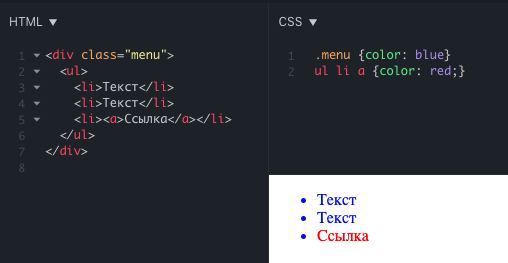 HTML ▼
1 <div class="menu">
2 <ul>
3 <li>Текст</li>
4 <li>Текст</li>
5 <li><a>Ссылка</a></li>
6 </ul>
7 </div>
8
CSS ▼
1 .menu {color: blue}
2 ul li a {color: red;}
• Текст
• Текст
• Ссылка